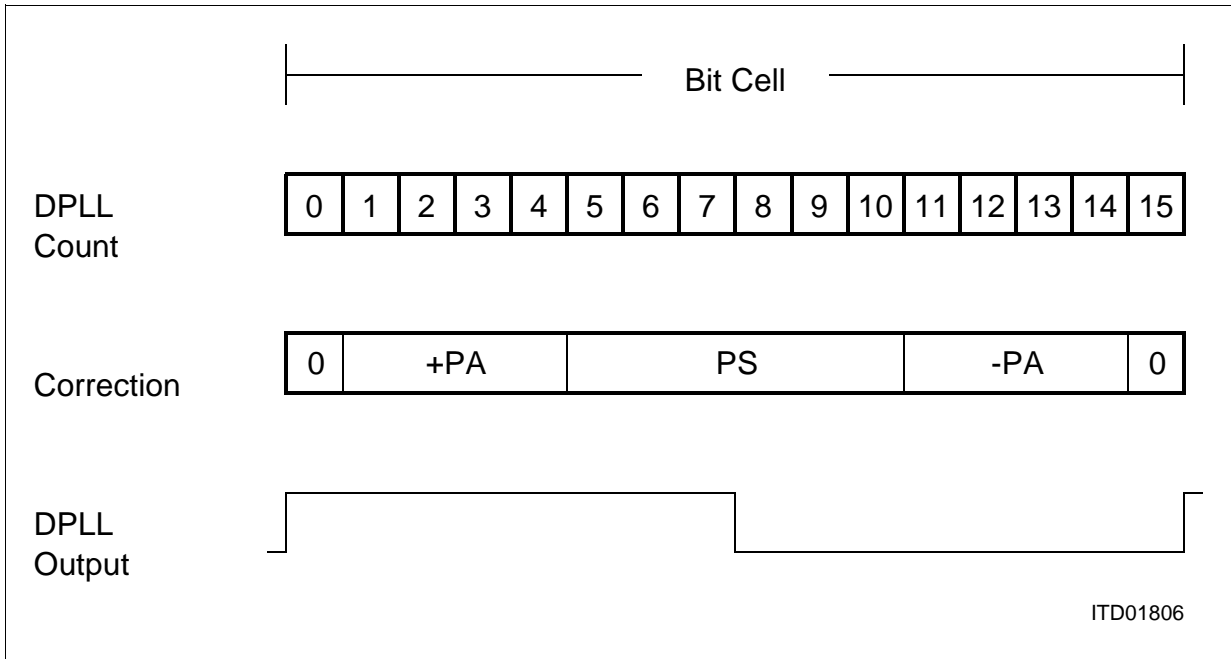 Bit Cell
DPLL
Count
0 1 2 3 4 5 6 7 8 9 10 11 12 13 14 15
Correction
0 +PA PS -PA 0
DPLL
Output
ITD01806